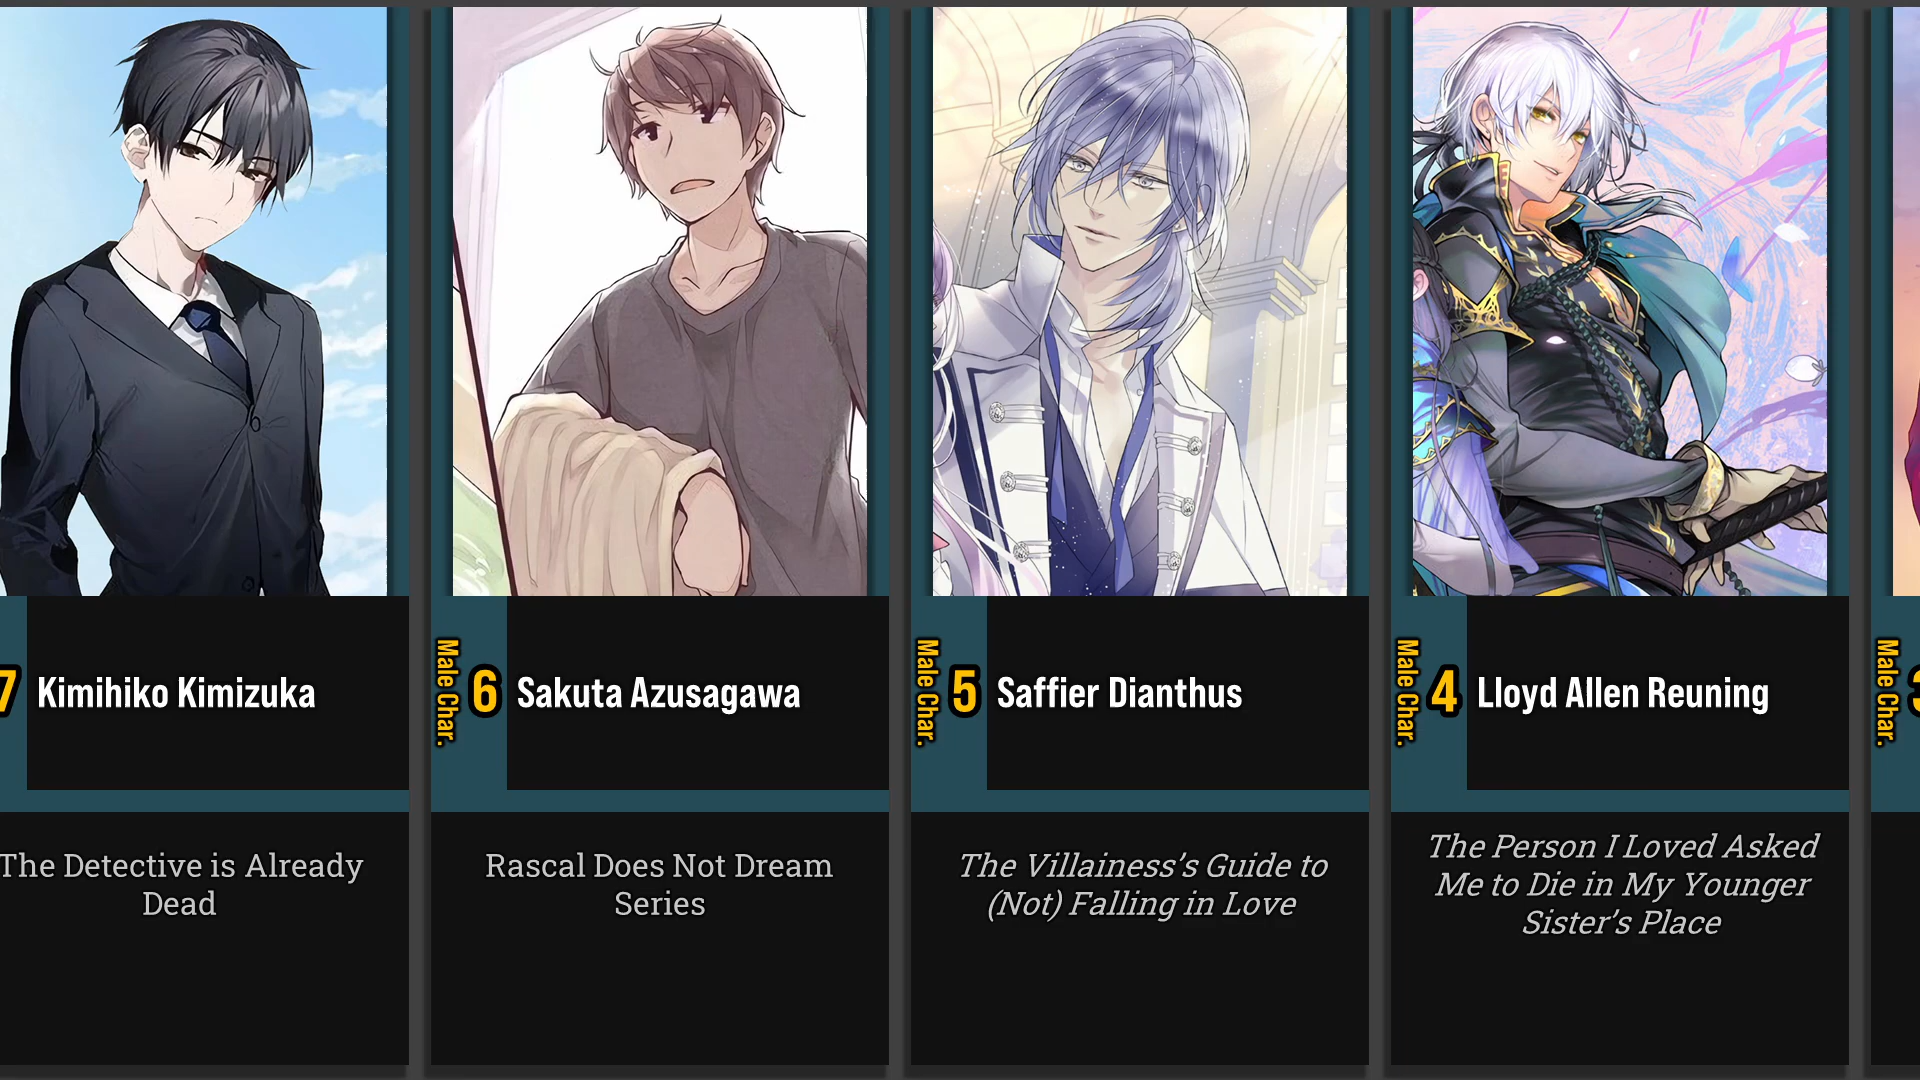 7
Kimihiko Kimizuka
The Detective is Already
Dead
Male Char.
6
Sakuta Azusagawa
Rascal Does Not Dream
Series
Male Char.
5
Saffier Dianthus
The Villainess’s Guide to
(Not) Falling in Love
Male Char.
4
Lloyd Allen Reuning
The Person I Loved Asked
Me to Die in My Younger
Sister’s Place
Male Char.
3